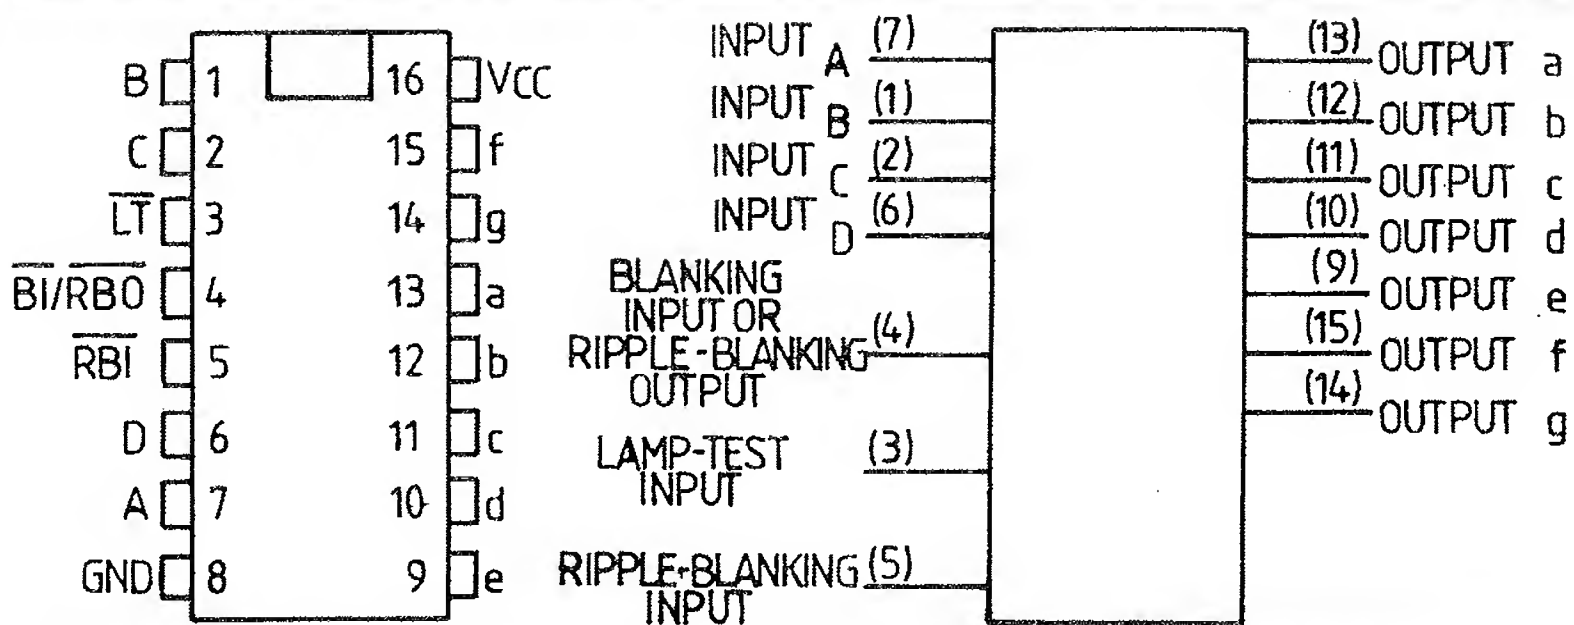 B 1 16 VCC
C 2 15 f
LT 3 14 g
BI/RBO 4 13 a
RBI 5 12 b
D 6 11 c
A 7 10 d
GND 8 9 e
INPUT A (7)
INPUT B (1)
INPUT C (2)
INPUT D (6)
BLANKING
INPUT OR
RIPPLE-BLANKING (4)
OUTPUT
LAMP-TEST (3)
INPUT
RIPPLE-BLANKING (5)
INPUT
(13) OUTPUT a
(12) OUTPUT b
(11) OUTPUT c
(10) OUTPUT d
(9) OUTPUT e
(15) OUTPUT f
(14) OUTPUT g